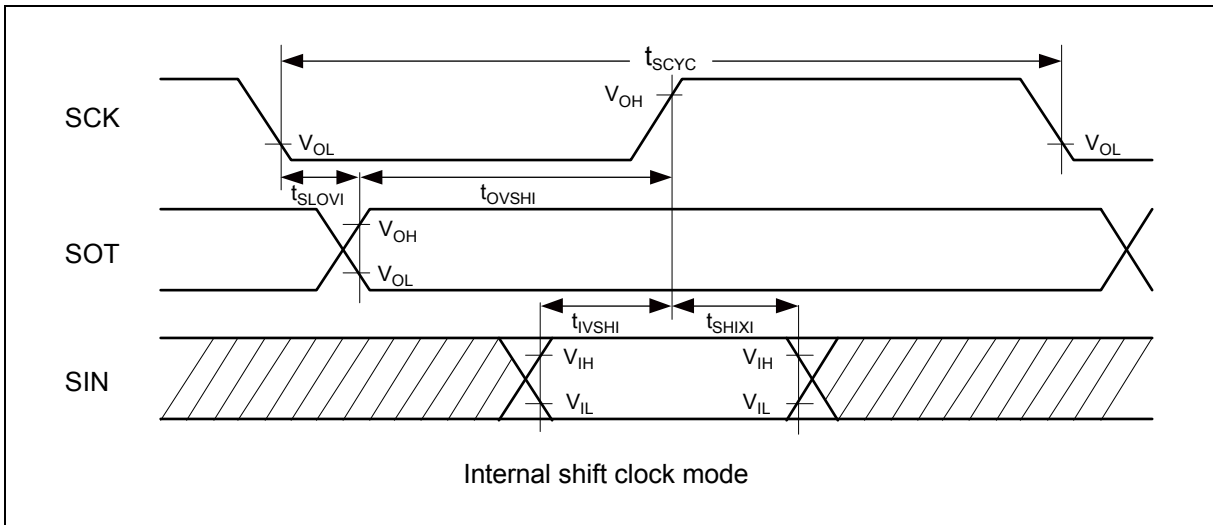 tSCYC
SCK
VOH
VOL
VOL
tSLOVI
tOVSHI
SOT
VOH
VOL
tIVSHI
tSHIXI
SIN
VIH
VIH
VIL
VIL
Internal shift clock mode